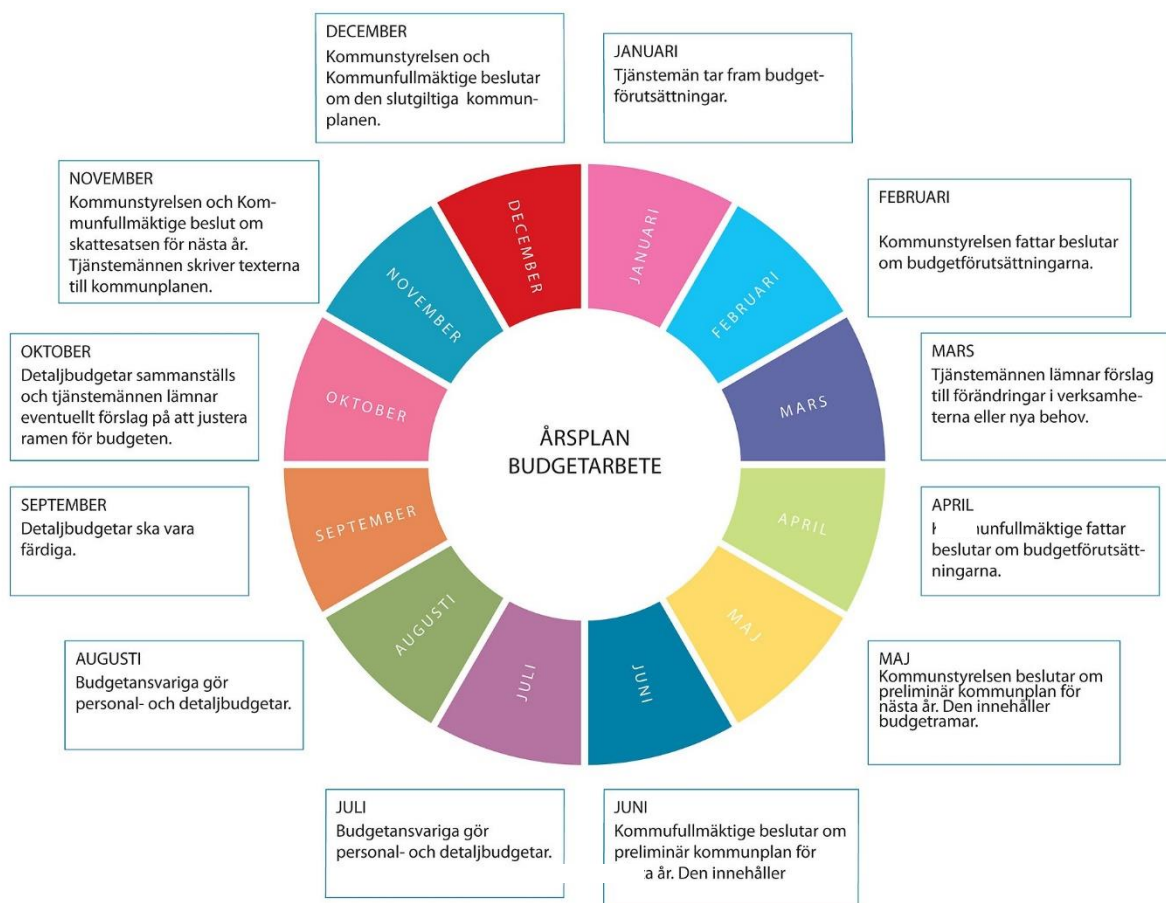 DECEMBER
Kommunstyrelsen och
Kommunfullmäktige beslutar
om den slutgiltiga kommun-
planen.
JANUARI
Tjänstemän tar fram budget-
förutsättningar.
NOVEMBER
Kommunstyrelsen och Kom-
munfullmäktige beslut om
skattesatsen för nästa år.
Tjänstemännen skriver texterna
till kommunplanen.
FEBRUARI
Kommunstyrelsen fattar beslutar
om budgetförutsättningarna.
OKTOBER
Detaljbudgetar sammanställs
och tjänstemännen lämnar
eventuellt förslag på att justera
ramen för budgeten.
MARS
Tjänstemännen lämnar förslag
till förändringar i verksamhe-
terna eller nya behov.
SEPTEMBER
Detaljbudgetar ska vara
färdiga.
APRIL
unfullmäktige fattar
beslutar om budgetförutsätt-
ningarna.
AUGUSTI
Budgetansvariga gör
personal- och detaljbudgetar.
MAJ
Kommunstyrelsen beslutar om
preliminär kommunplan för
nästa år. Den innehåller
budgetramar.
JULI
Budgetansvariga gör
personal- och detaljbudgetar.
JUNI
Kommufullmäktige beslutar om
preliminär kommunplan för
ta år. Den innehåller
ÅRSPLAN
BUDGETARBETE
JANUARI
FEBRUARI
MARS
APRIL
MAJ
JUNI
JULI
AUGUSTI
SEPTEMBER
OKTOBER
NOVEMBER
DECEMBER